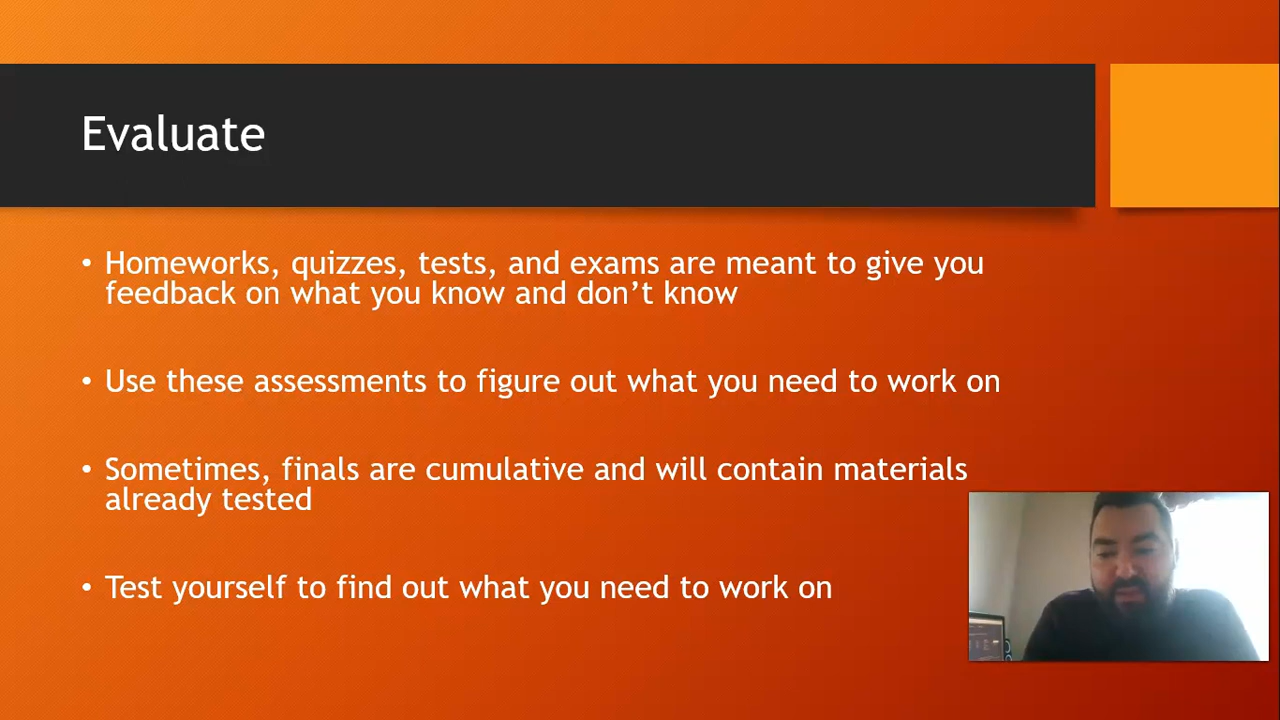 Evaluate
• Homeworks, quizzes, tests, and exams are meant to give you
feedback on what you know and don’t know
• Use these assessments to figure out what you need to work on
• Sometimes, finals are cumulative and will contain materials
already tested
• Test yourself to find out what you need to work on